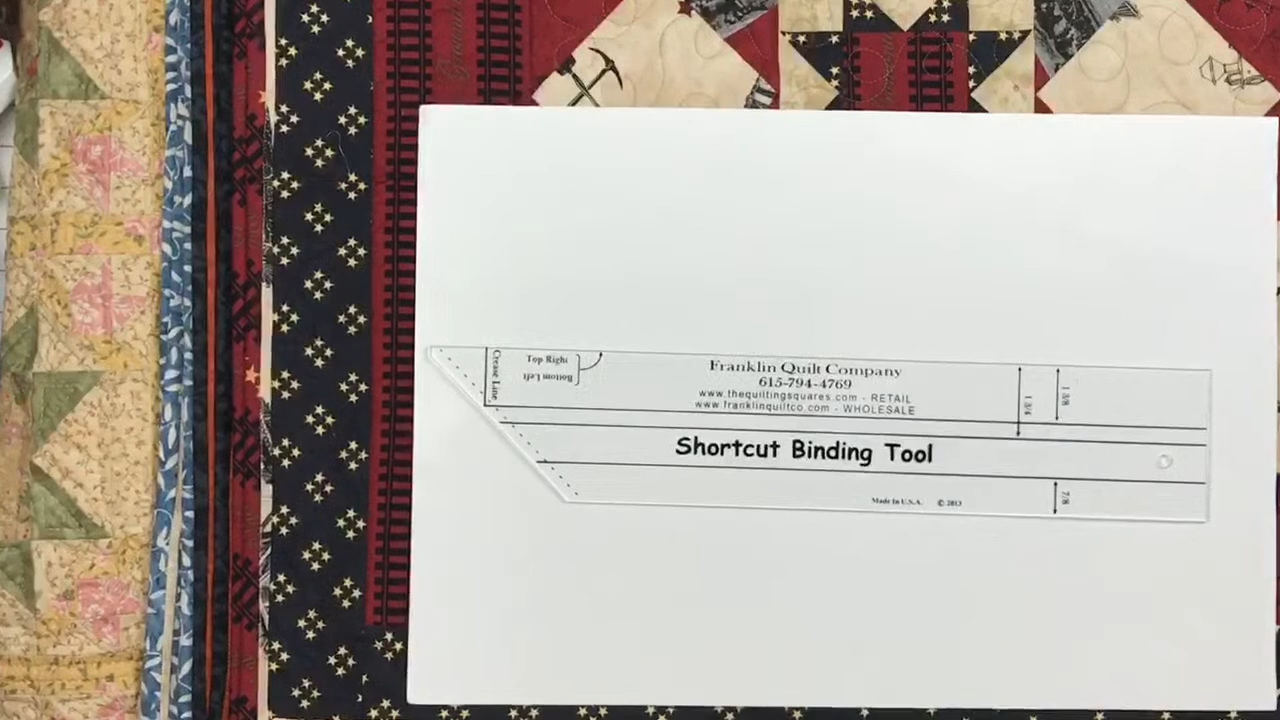 Crease Line
Top Right
Bottom Left
Franklin Quilt Company
615-794-4769
www.thequiltingsquares.com - RETAIL
www.franklinquiltco.com - WHOLESALE
1 3/4
1 3/8
Shortcut Binding Tool
7/8
Made In U.S.A. © 2013